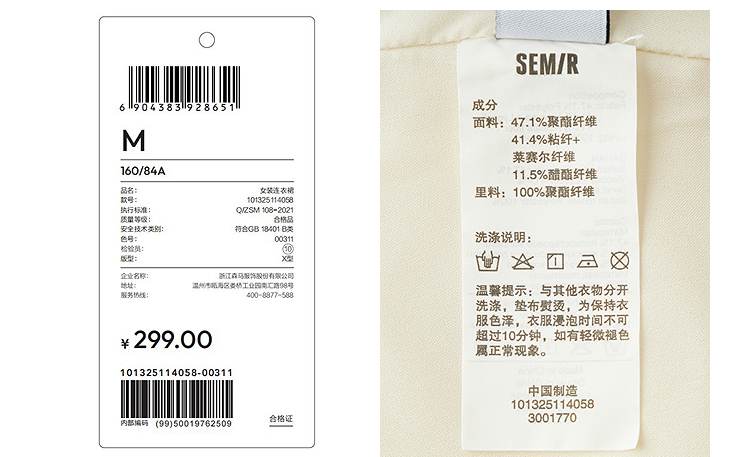 6 904383 928651
M
160/84A
品名: 女装连衣裙
款号: 101325114058
执行标准: Q/ZSM 108-2021
质量等级: 合格品
安全技术类别: 符合GB 18401 B类
色号: 00311
检验员: 10
版型: X型
企业名称: 浙江森马服饰股份有限公司
地址: 温州市瓯海区娄桥工业园南汇路98号
服务热线: 400-8877-588
¥ 299.00
101325114058-00311
内部编码 (99)50019762509
合格证
SEM/R
成分
面料: 47.1%聚酯纤维
41.4%粘纤+
莱赛尔纤维
11.5%醋酯纤维
里料: 100%聚酯纤维
洗涤说明:
温馨提示: 与其他衣物分开
洗涤, 垫布熨烫, 为保持衣
服色泽, 衣服浸泡时间不可
超过10分钟, 如有轻微褪色
属正常现象。
中国制造
101325114058
3001770